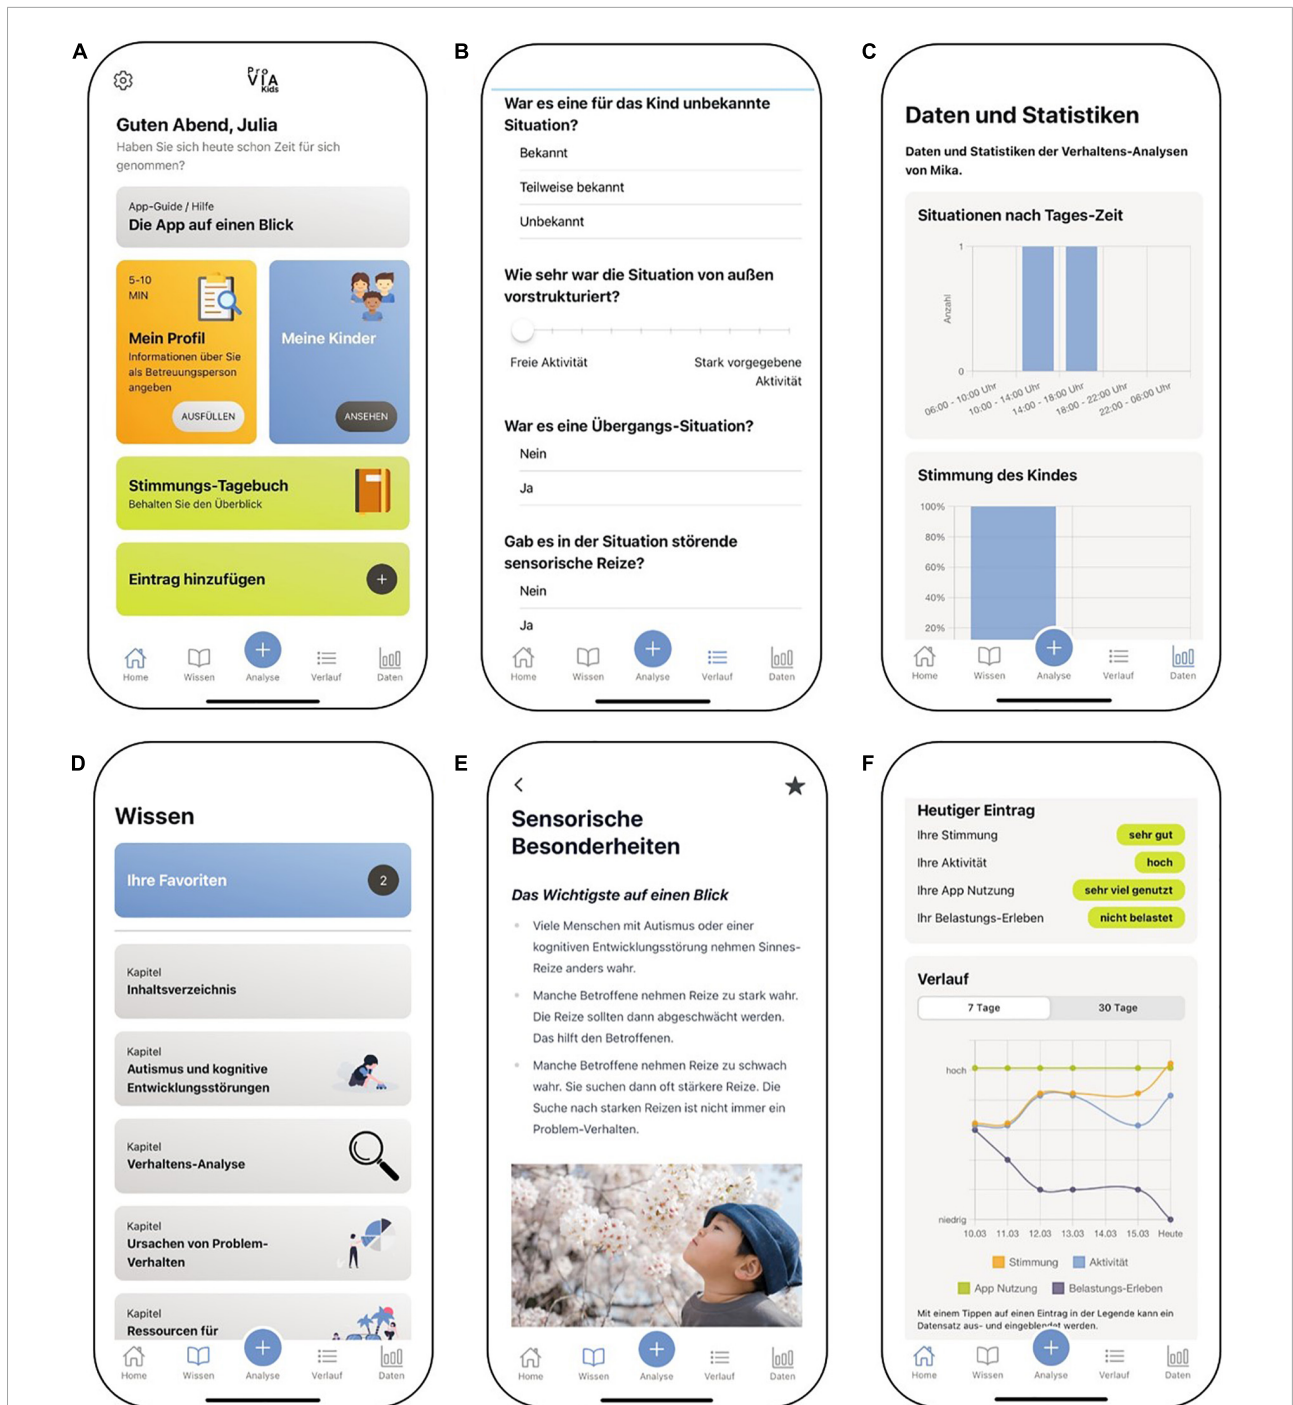 A
Pro
VIA
Kids
Guten Abend, Julia
Haben Sie sich heute schon Zeit für sich
genommen?
App-Guide / Hilfe
Die App auf einen Blick
5-10
MIN
Mein Profil
Informationen über Sie
als Betreuungsperson
angeben
AUSFÜLLEN
Meine Kinder
ANSEHEN
Stimmungs-Tagebuch
Behalten Sie den Überblick
Eintrag hinzufügen
Home Wissen Analyse Verlauf Daten
B
War es eine für das Kind unbekannte
Situation?
Bekannt
Teilweise bekannt
Unbekannt
Wie sehr war die Situation von außen
vorstrukturiert?
Freie Aktivität Stark vorgegebene
Aktivität
War es eine Übergangs-Situation?
Nein
Ja
Gab es in der Situation störende
sensorische Reize?
Nein
Ja
Home Wissen Analyse Verlauf Daten
C
Daten und Statistiken
Daten und Statistiken der Verhaltens-Analysen
von Mika.
Situationen nach Tages-Zeit
1
Anzahl
0
06:00 - 10:00 Uhr
10:00 - 14:00 Uhr
14:00 - 18:00 Uhr
18:00 - 22:00 Uhr
22:00 - 06:00 Uhr
Stimmung des Kindes
100%
80%
60%
40%
20%
Home Wissen Analyse Verlauf Daten
D
Wissen
Ihre Favoriten 2
Kapitel
Inhaltsverzeichnis
Kapitel
Autismus und kognitive
Entwicklungsstörungen
Kapitel
Verhaltens-Analyse
Kapitel
Ursachen von Problem-
Verhalten
Kapitel
Ressourcen für
Home Wissen Analyse Verlauf Daten
E
Sensorische
Besonderheiten
Das Wichtigste auf einen Blick
Viele Menschen mit Autismus oder einer
kognitiven Entwicklungsstörung nehmen Sinnes-
Reize anders wahr.
Manche Betroffene nehmen Reize zu stark wahr.
Die Reize sollten dann abgeschwächt werden.
Das hilft den Betroffenen.
Manche Betroffene nehmen Reize zu schwach
wahr. Sie suchen dann oft stärkere Reize. Die
Suche nach starken Reizen ist nicht immer ein
Problem-Verhalten.
Home Wissen Analyse Verlauf Daten
F
Heutiger Eintrag
Ihre Stimmung sehr gut
Ihre Aktivität hoch
Ihre App Nutzung sehr viel genutzt
Ihr Belastungs-Erleben nicht belastet
Verlauf
7 Tage 30 Tage
hoch
niedrig
10.03 11.03 12.03 13.03 14.03 15.03 Heute
Stimmung Aktivität
App Nutzung Belastungs-Erleben
Mit einem Tippen auf einen Eintrag in der Legende kann ein
Datensatz aus- und eingeblendet werden.
Home Wissen Analyse Verlauf Daten